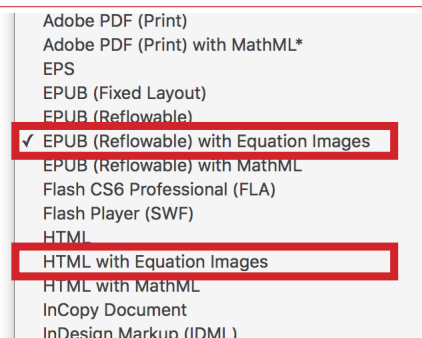 Adobe PDF (Print)
Adobe PDF (Print) with MathML*
EPS
EPUB (Fixed Layout)
EPUB (Reflowable)
✓ EPUB (Reflowable) with Equation Images
EPUB (Reflowable) with MathML
Flash CS6 Professional (FLA)
Flash Player (SWF)
HTML
HTML with Equation Images
HTML with MathML
InCopy Document
InDesign Markup (IDML)